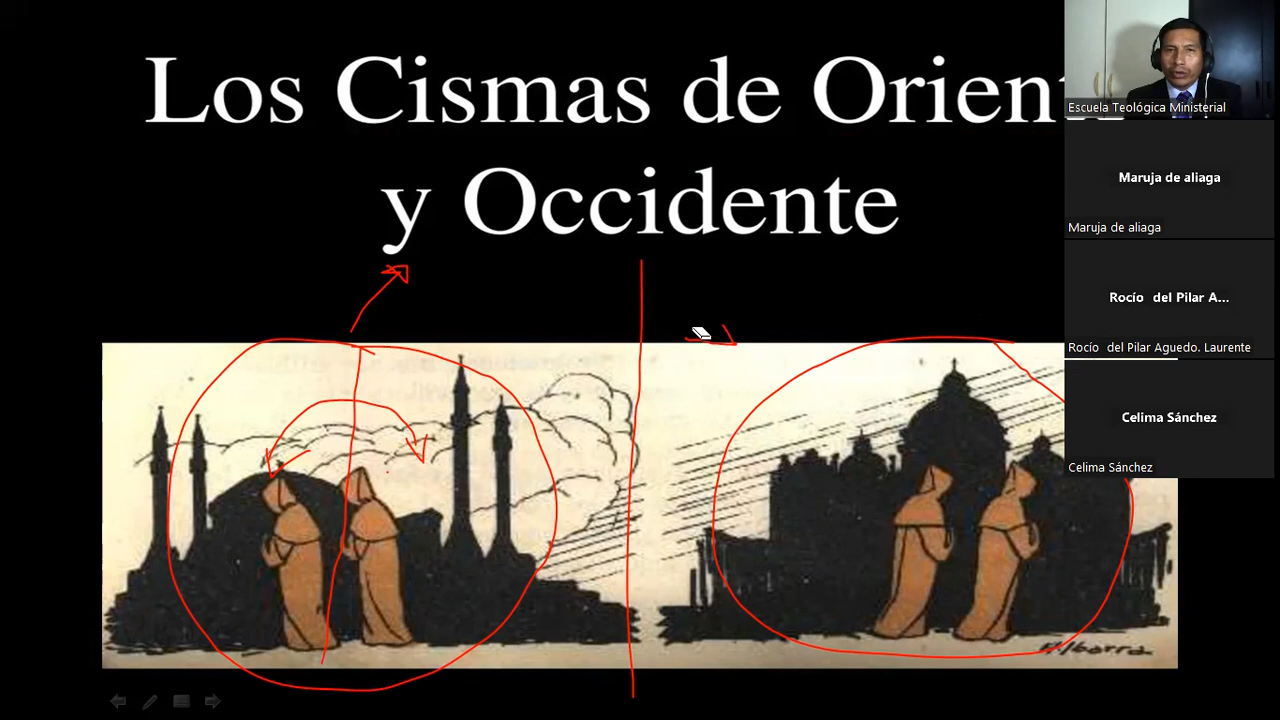 Los Cismas de Orient
y Occidente
Escuela Teológica Ministerial
Maruja de aliaga
Maruja de aliaga
Rocío del Pilar A...
Rocío del Pilar Aguedo. Laurente
Celima Sánchez
Celima Sánchez